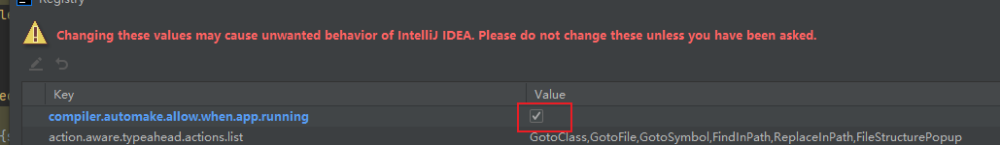 Registry
Changing these values may cause unwanted behavior of IntelliJ IDEA. Please do not change these unless you have been asked.
Key Value
compiler.automake.allow.when.app.running
action.aware.typeahead.actions.list GotoClass,GotoFile,GotoSymbol,FindInPath,ReplaceInPath,FileStructurePopup